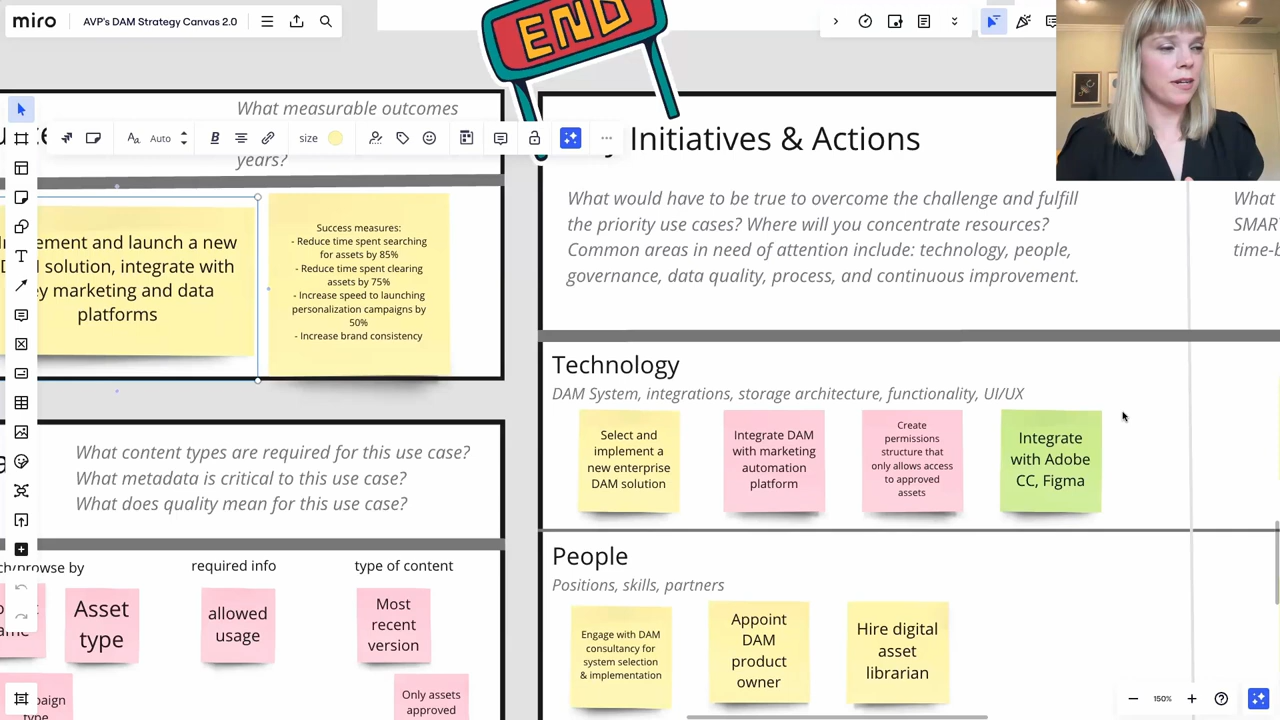 miro
AVP's DAM Strategy Canvas 2.0
END
What measurable outcomes
years?
Auto
B
size
Initiatives & Actions
What would have to be true to overcome the challenge and fulfill
the priority use cases? Where will you concentrate resources?
Common areas in need of attention include: technology, people,
governance, data quality, process, and continuous improvement.
What
SMAR
time-b
ement and launch a new
solution, integrate with
y marketing and data
platforms
Success measures:
- Reduce time spent searching
for assets by 85%
- Reduce time spent clearing
assets by 75%
- Increase speed to launching
personalization campaigns by
50%
- Increase brand consistency
Technology
DAM System, integrations, storage architecture, functionality, UI/UX
Select and
implement a
new enterprise
DAM solution
Integrate DAM
with marketing
automation
platform
Create
permissions
structure that
only allows access
to approved
assets
Integrate
with Adobe
CC, Figma
What content types are required for this use case?
What metadata is critical to this use case?
What does quality mean for this use case?
People
Positions, skills, partners
Engage with DAM
consultancy for
system selection
& implementation
Appoint
DAM
product
owner
Hire digital
asset
librarian
ch/browse by
required info
type of content
Asset
type
allowed
usage
Most
recent
version
paign
type
Only assets
approved
150%